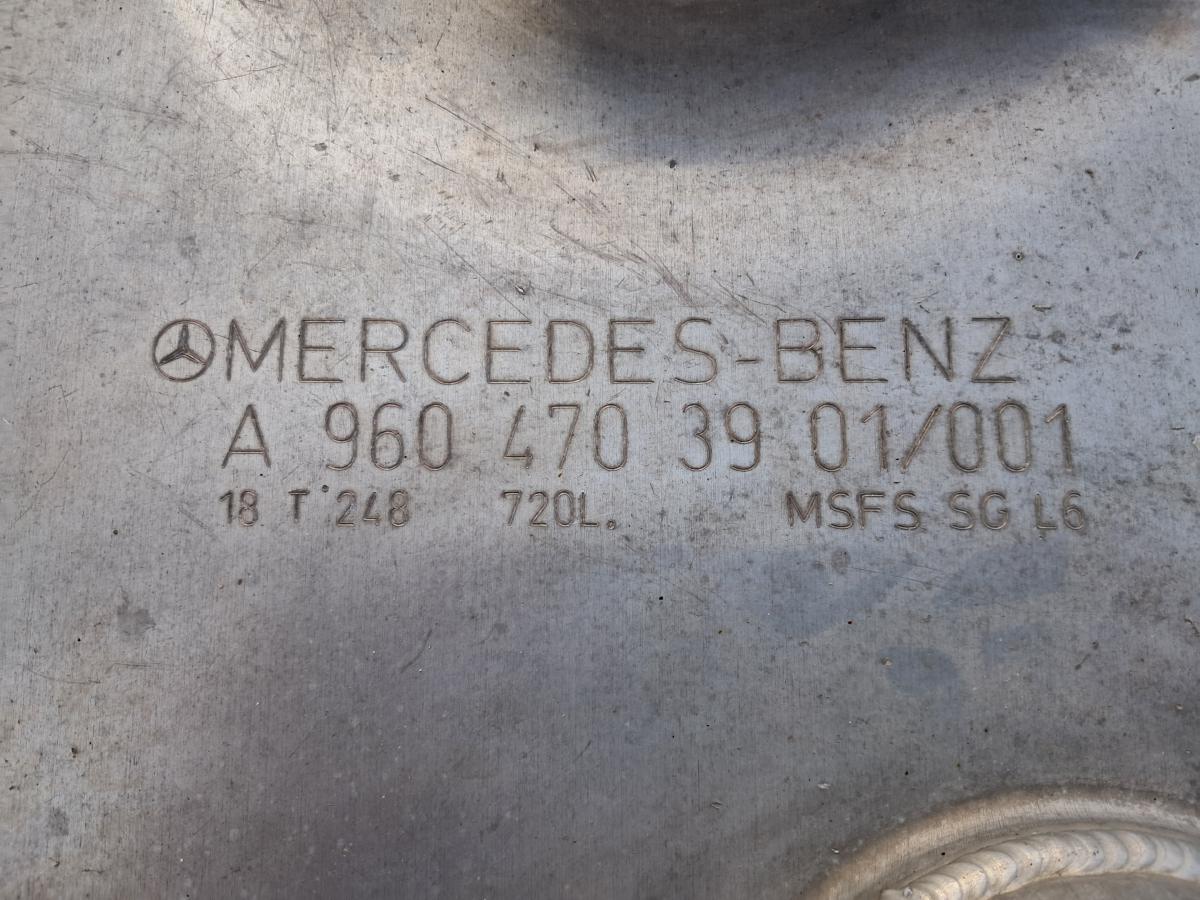 MERCEDES-BENZ
A 960 470 39 01/001
18 T 248 720L. MSFS SG L6